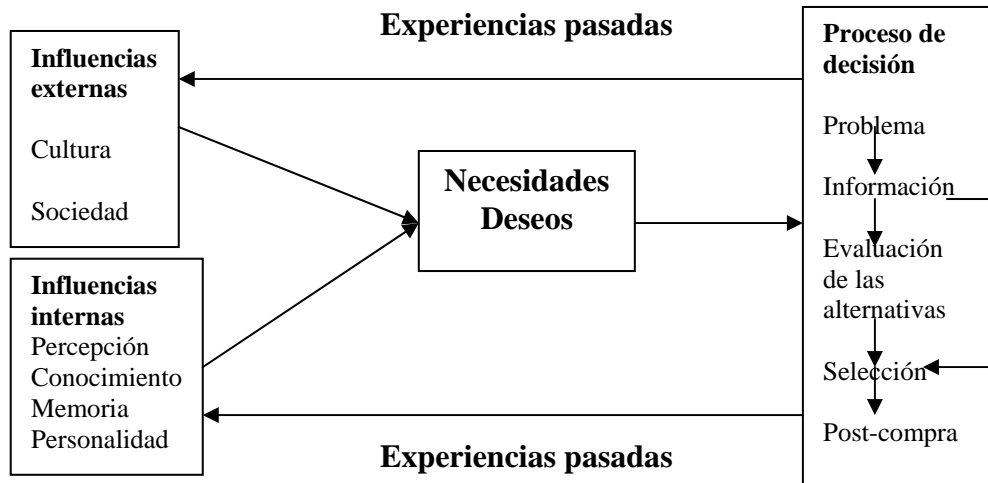 Experiencias pasadas
Influencias
externas
Cultura
Sociedad
Influencias
internas
Percepción
Conocimiento
Memoria
Personalidad
Necesidades
Deseos
Proceso de
decisión
Problema
Información
Evaluación
de las
alternativas
Selección
Post-compra
Experiencias pasadas